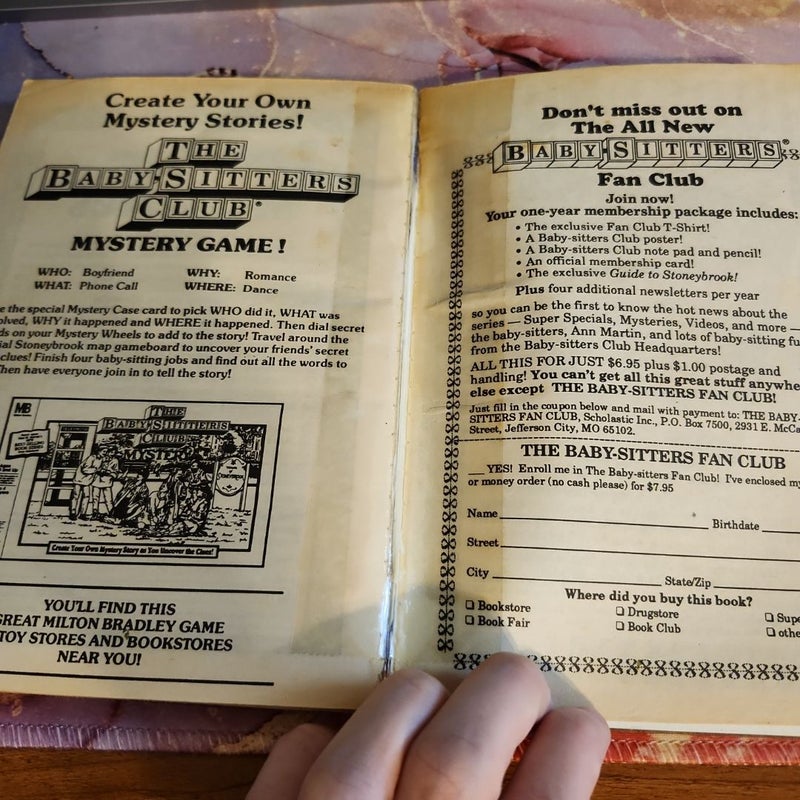 Create Your Own
Mystery Stories!
THE
BABY-SITTERS
CLUB®
MYSTERY GAME!
WHO: Boyfriend WHY: Romance
WHAT: Phone Call WHERE: Dance
the special Mystery Case card to pick WHO did it, WHAT was
WHY it happened and WHERE it happened. Then dial secret
on your Mystery Wheels to add to the story! Travel around the
Stoneybrook map gameboard to uncover your friends' secret
clues! Finish four baby-sitting jobs and find out all the words to
Then have everyone join in to tell the story!
MB
THE
BABY-SITTERS
CLUB
MYSTERY
Create Your Own Mystery Story as You Uncover the Clues!
YOU'LL FIND THIS
GREAT MILTON BRADLEY GAME
TOY STORES AND BOOKSTORES
NEAR YOU!
Don't miss out on
The All New
BABY-SITTERS®
Fan Club
Join now!
Your one-year membership package includes:
• The exclusive Fan Club T-Shirt!
• A Baby-sitters Club poster!
• A Baby-sitters Club note pad and pencil!
• An official membership card!
• The exclusive Guide to Stoneybrook!
Plus four additional newsletters per year
so you can be the first to know the hot news about the
series — Super Specials, Mysteries, Videos, and more —
the baby-sitters, Ann Martin, and lots of baby-sitting
from the Baby-sitters Club Headquarters!
ALL THIS FOR JUST $6.95 plus $1.00 postage and
handling! You can't get all this great stuff
else except THE BABY-SITTERS FAN CLUB!
Just fill in the coupon below and mail with payment to: THE BABY-
SITTERS FAN CLUB, Scholastic Inc., P.O. Box 7500, 2931 E.
Street, Jefferson City, MO 65102.
THE BABY-SITTERS FAN CLUB
___ YES! Enroll me in The Baby-sitters Fan Club! I've enclosed my
or money order (no cash please) for $7.95
Name Birthdate
Street
City State/Zip
Where did you buy this book?
❑ Bookstore ❑ Drugstore ❑
❑ Book Fair ❑ Book Club ❑